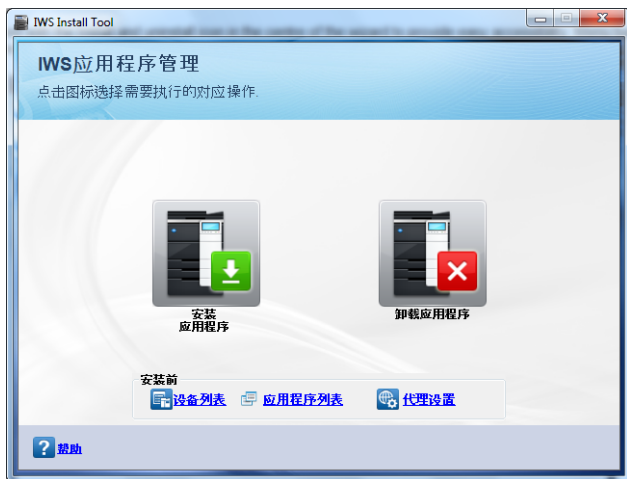 IWS Install Tool
IWS应用程序管理
点击图标选择需要执行的对应操作.
安装
应用程序
卸载应用程序
安装前
设备列表
应用程序列表
代理设置
帮助